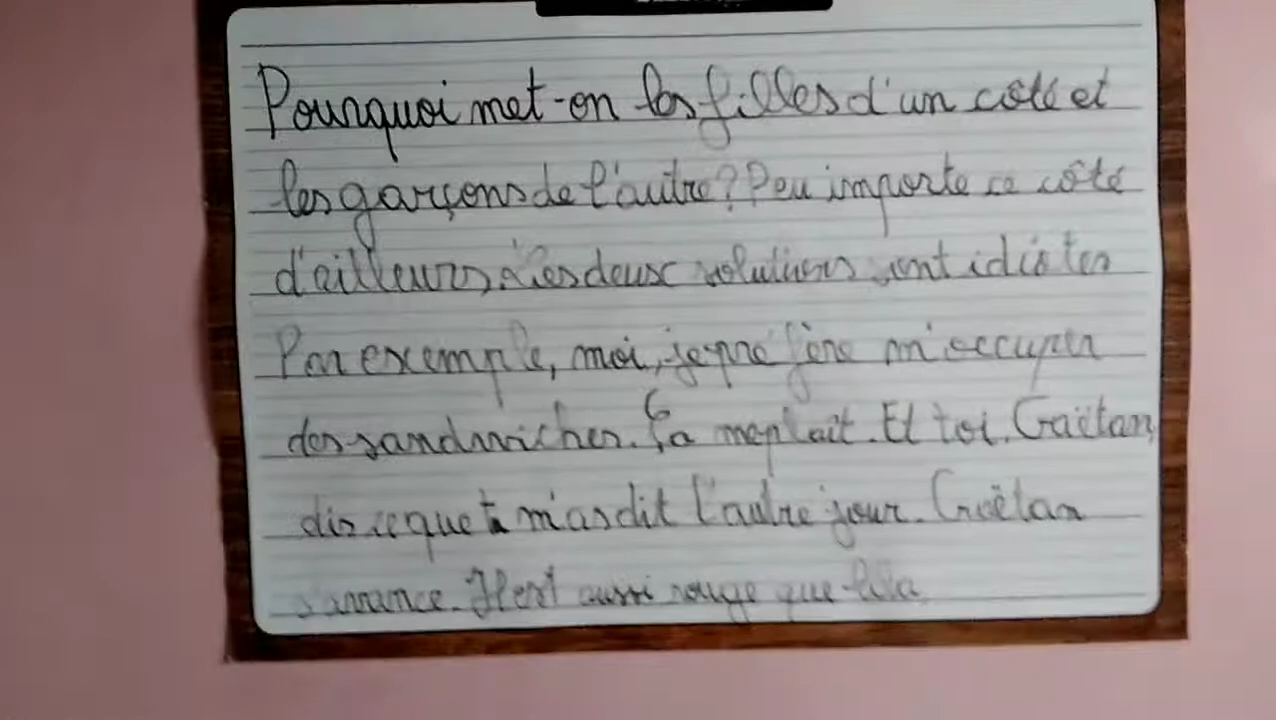 Pourquoi met-on les filles d'un côté et
les garçons de l'autre? Peu importe ce côté
d'ailleurs. Les deux solutions sont idiotes
Par exemple, moi, je préfère m'occuper
des sandwiches. Ça me plait. Et toi. Gaëtan,
dis ce que tu m'as dit l'autre jour. Gaëtan
s'avance. Il est aussi rouge que Lila